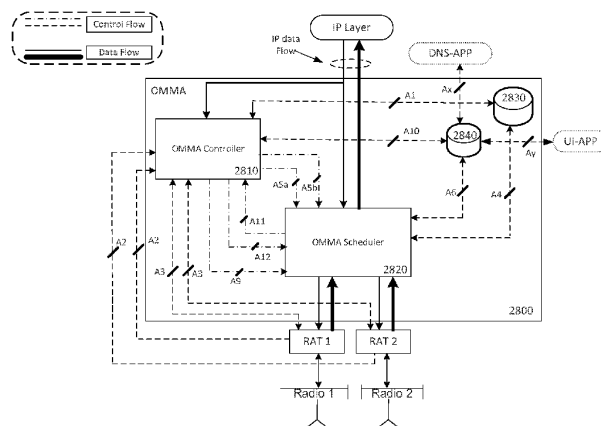 Control Flow
Data Flow
IP Layer
IP data
Flow
DNS-APP
OMMA
Ax
A1
2830
A10
2840
UI-APP
Ay
OMMA Controller
2810
A5a
A5b
A6
A4
A2
A2
A11
OMMA Scheduler
A12
A3
A3
A9
2820
2800
RAT 1
RAT 2
Radio 1
Radio 2